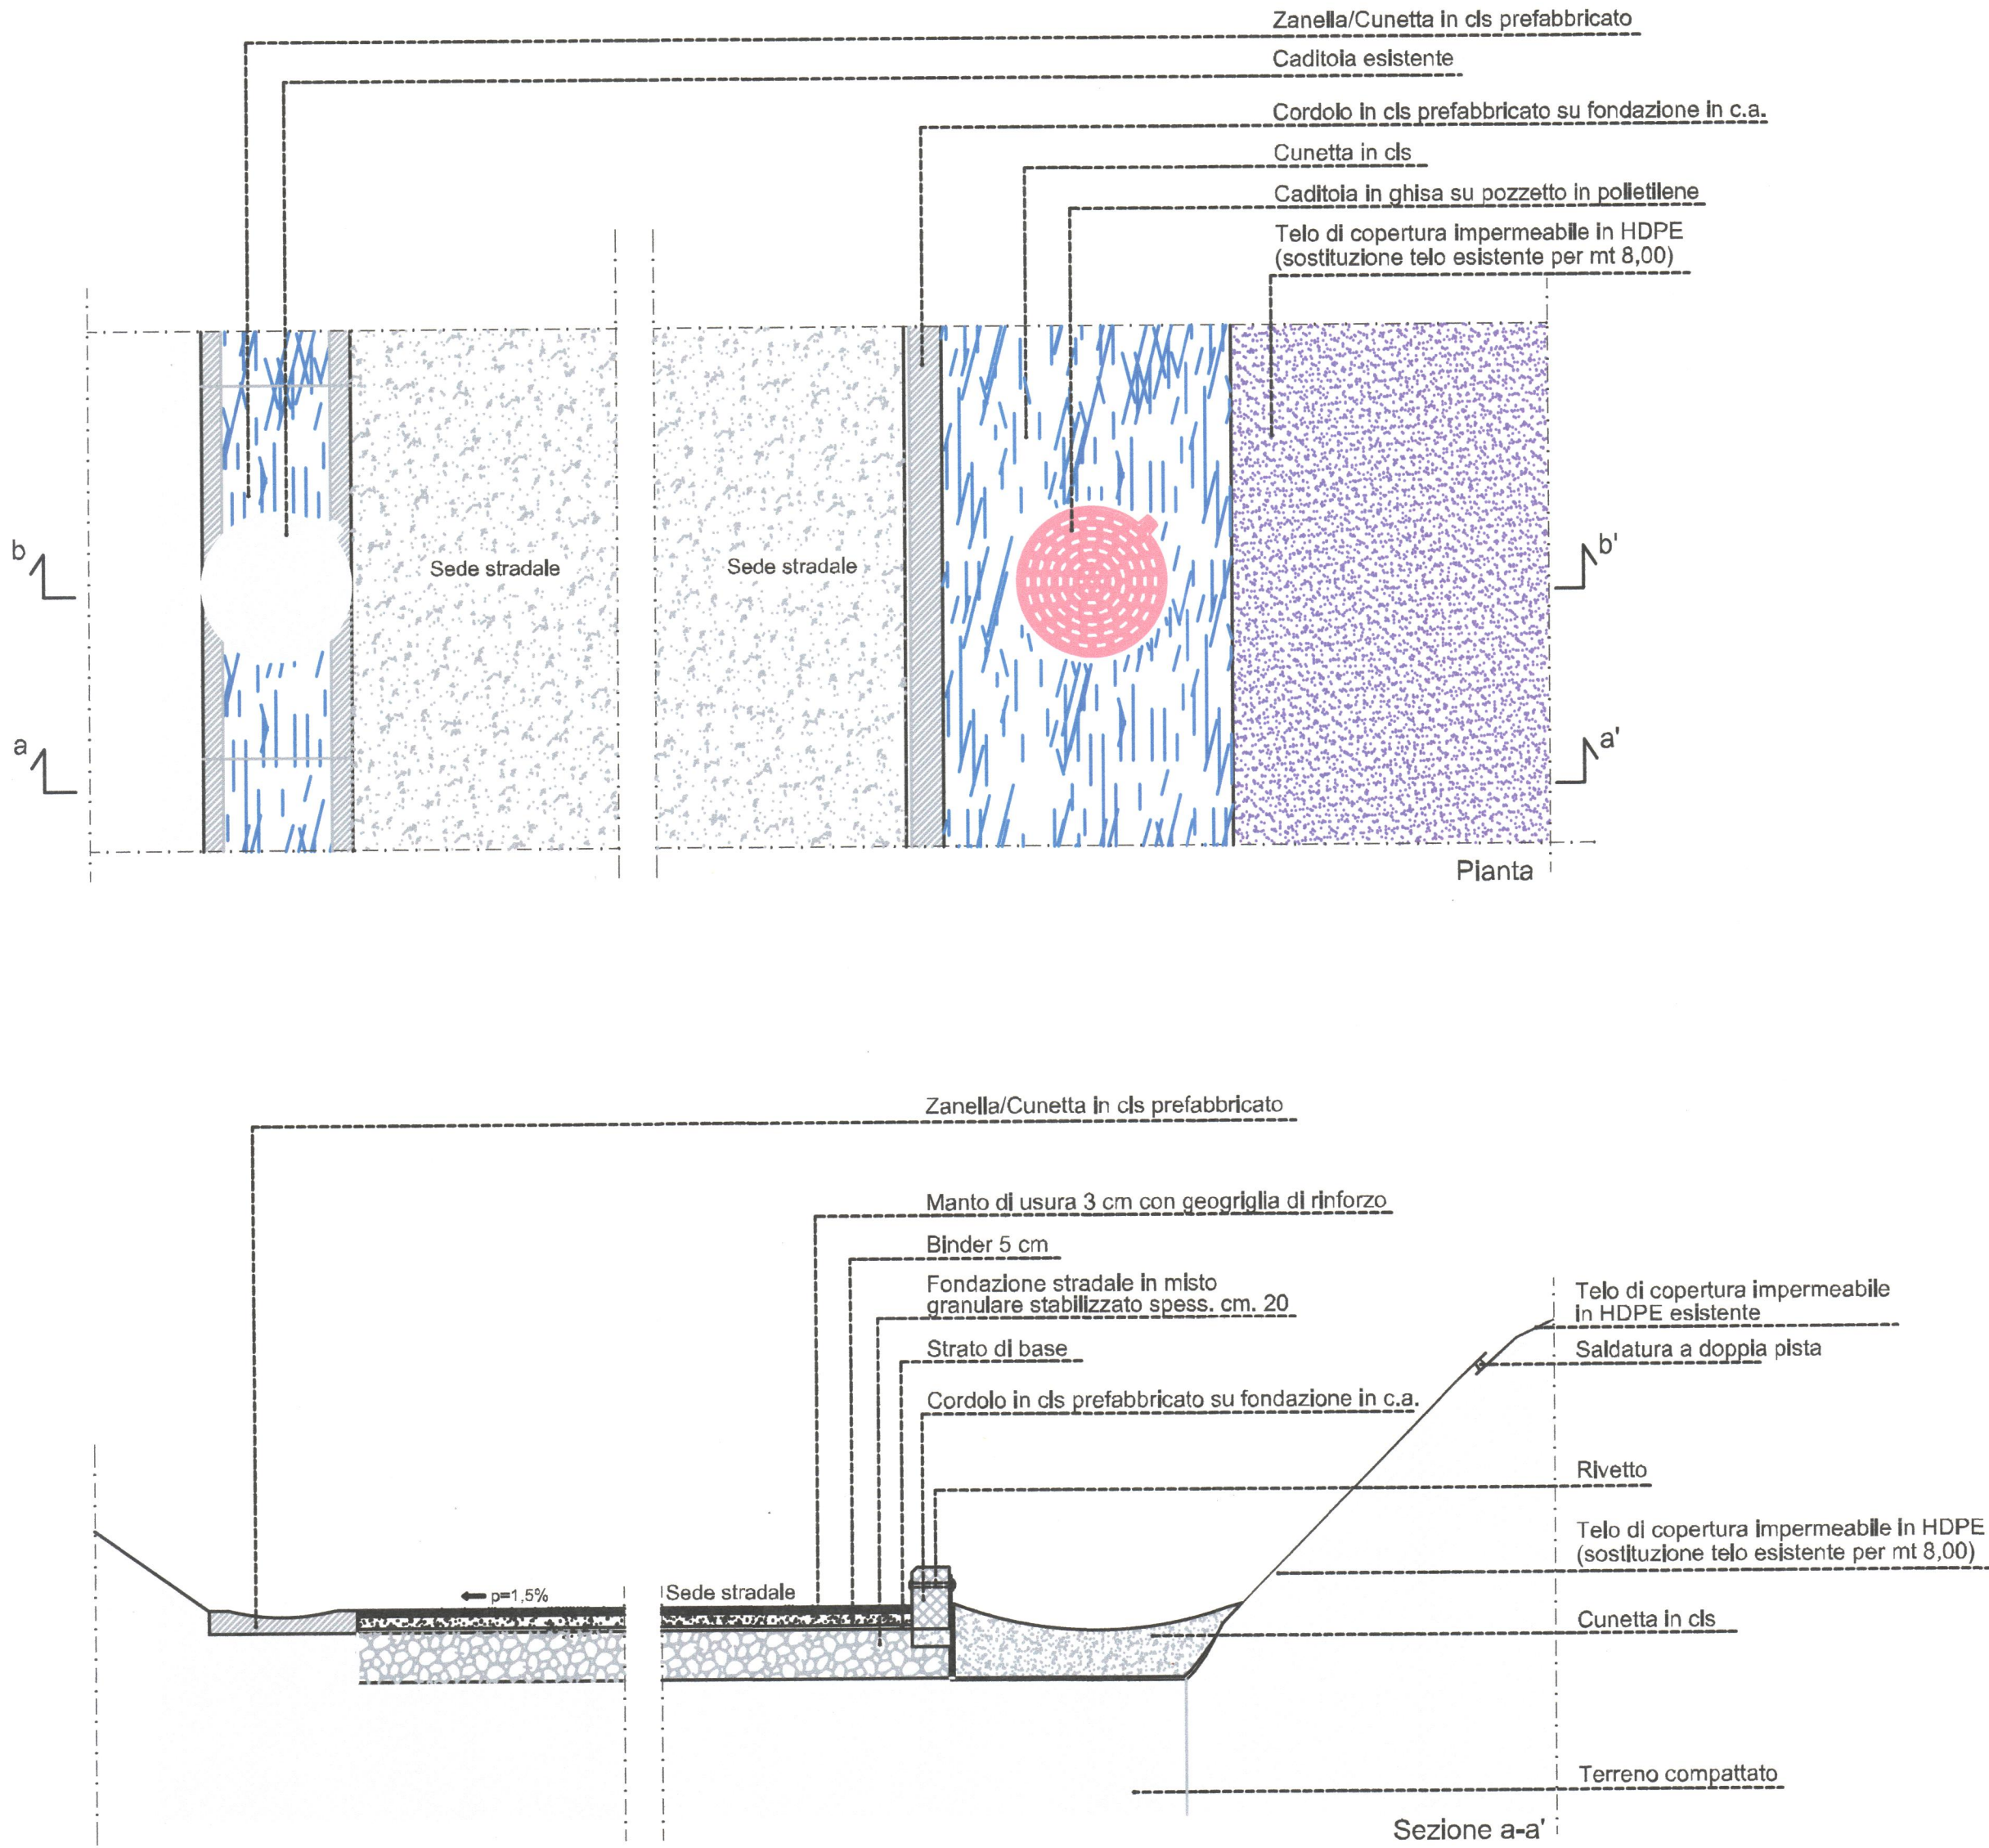 Zanella/Cunetta in cls prefabbricato
Caditoia esistente
Cordolo in cls prefabbricato su fondazione in c.a.
Cunetta in cls
Caditoia in ghisa su pozzetto in polietilene
Telo di copertura impermeabile in HDPE
(sostituzione telo esistente per mt 8,00)
b
Sede stradale
Sede stradale
b'
a
a'
Pianta
Zanella/Cunetta in cls prefabbricato
Manto di usura 3 cm con geogriglia di rinforzo
Binder 5 cm
Fondazione stradale in misto
granulare stabilizzato spess. cm. 20
Strato di base
Cordolo in cls prefabbricato su fondazione in c.a.
Telo di copertura impermeabile
in HDPE esistente
Saldatura a doppia pista
Rivetto
Telo di copertura impermeabile in HDPE
(sostituzione telo esistente per mt 8,00)
p=1,5%
Sede stradale
Cunetta in cls
Terreno compattato
Sezione a-a'